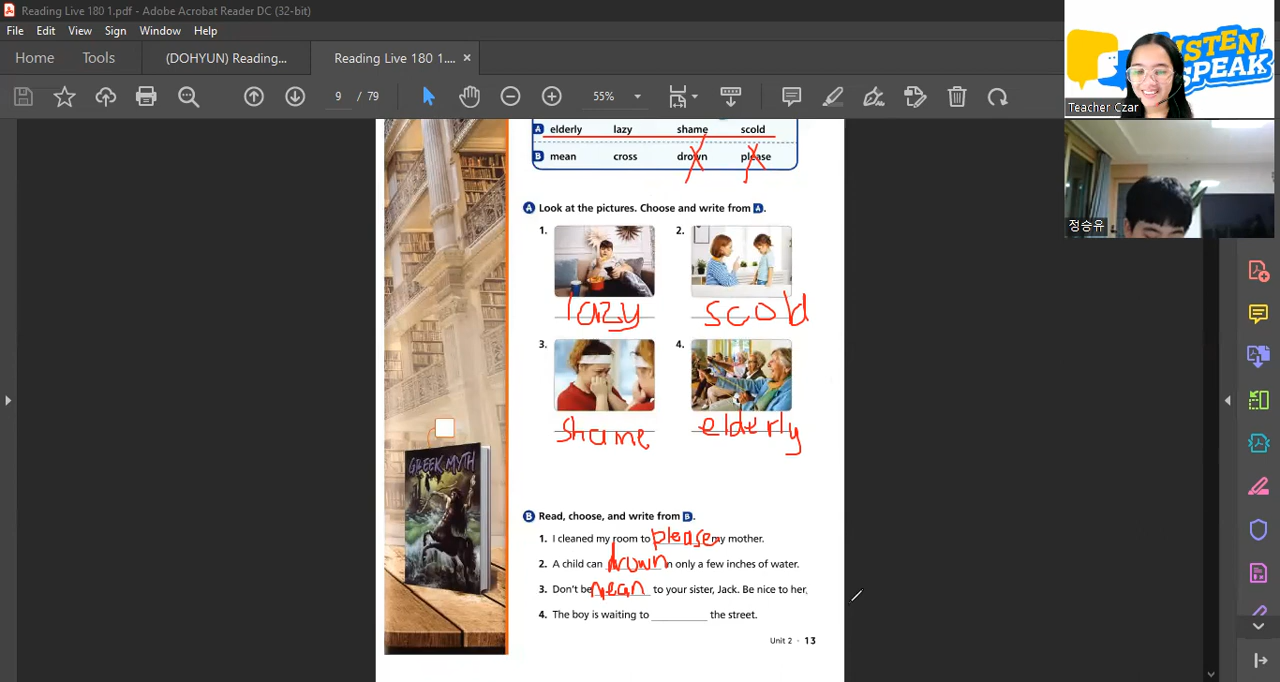 Reading Live 180 1.pdf - Adobe Acrobat Reader DC (32-bit)
File Edit View Sign Window Help
Home Tools (DOHYUN) Reading... Reading Live 180 1.... ×
9 / 79 55%
LISTEN
SPEAK
Teacher Czar
정승유
A elderly lazy shame scold
B mean cross drown please
A Look at the pictures. Choose and write from A.
1. 2.
lazy scold
3. 4.
shame elderly
GREEK MYTH
B Read, choose, and write from B.
1. I cleaned my room to please my mother.
2. A child can drown in only a few inches of water.
3. Don't be mean to your sister, Jack. Be nice to her.
4. The boy is waiting to ________ the street.
Unit 2 · 13